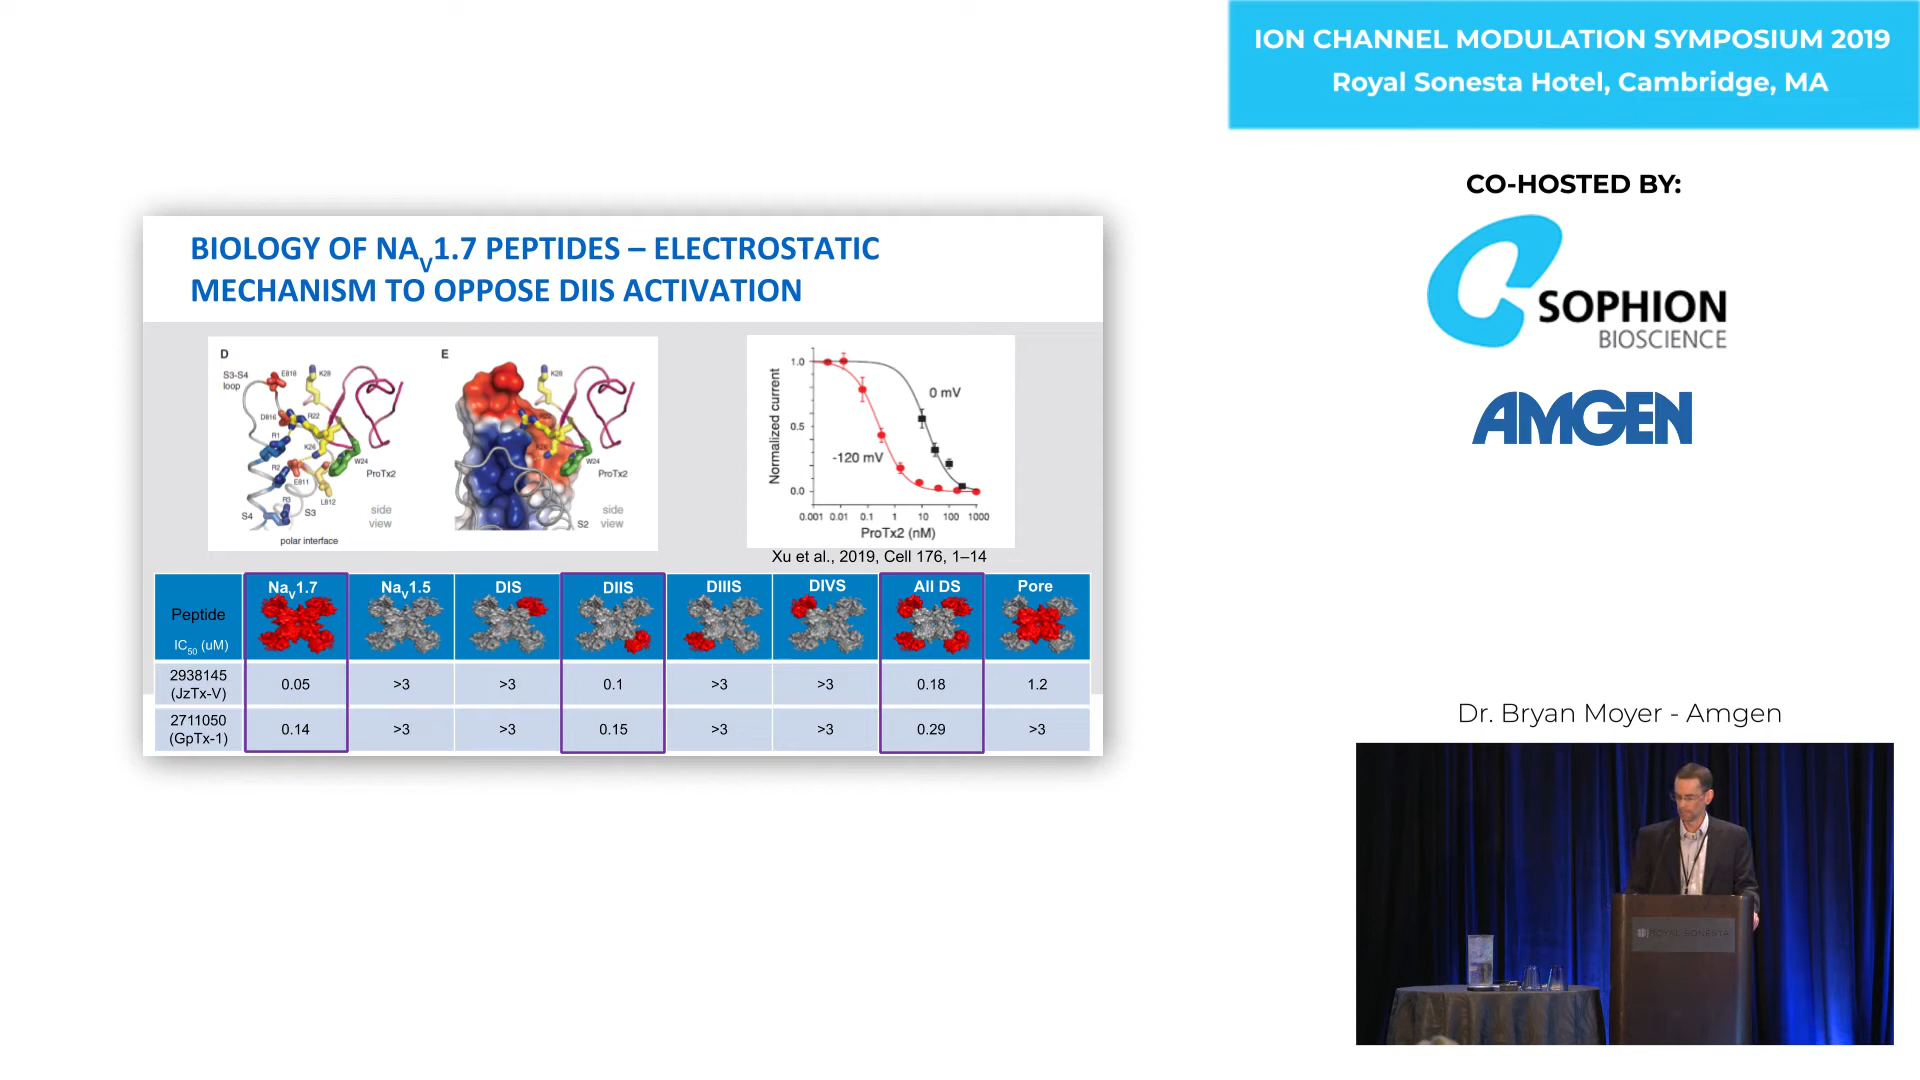 ION CHANNEL MODULATION SYMPOSIUM 2019
Royal Sonesta Hotel, Cambridge, MA
CO-HOSTED BY:
SOPHION
BIOSCIENCE
AMGEN
BIOLOGY OF NAV1.7 PEPTIDES – ELECTROSTATIC
MECHANISM TO OPPOSE DIIS ACTIVATION
D
S3-S4
loop
E818
K28
D816
R22
R1
K26
R2
E811
W24
ProTx2
R3
L812
S4
S3
side
view
polar interface
E
K28
W24
ProTx2
S2
side
view
Normalized current
1.0
0.5
0.0
0 mV
-120 mV
0.001 0.01 0.1 1 10 100 1000
ProTx2 (nM)
Xu et al., 2019, Cell 176, 1–14
Peptide
IC50 (uM)
NaV1.7 NaV1.5 DIS DIIS DIIIS DIVS All DS Pore
2938145
(JzTx-V)
0.05 >3 >3 0.1 >3 >3 0.18 1.2
2711050
(GpTx-1)
0.14 >3 >3 0.15 >3 >3 0.29 >3
Dr. Bryan Moyer - Amgen
ROYAL SONESTA